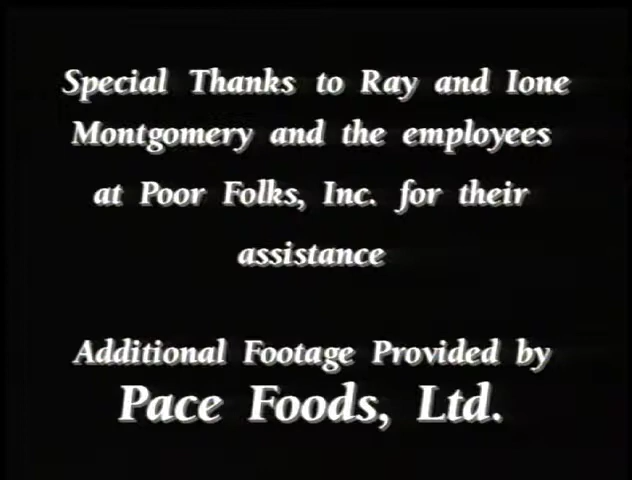 Special Thanks to Ray and Ione
Montgomery and the employees
at Poor Folks, Inc. for their
assistance
Additional Footage Provided by
Pace Foods, Ltd.